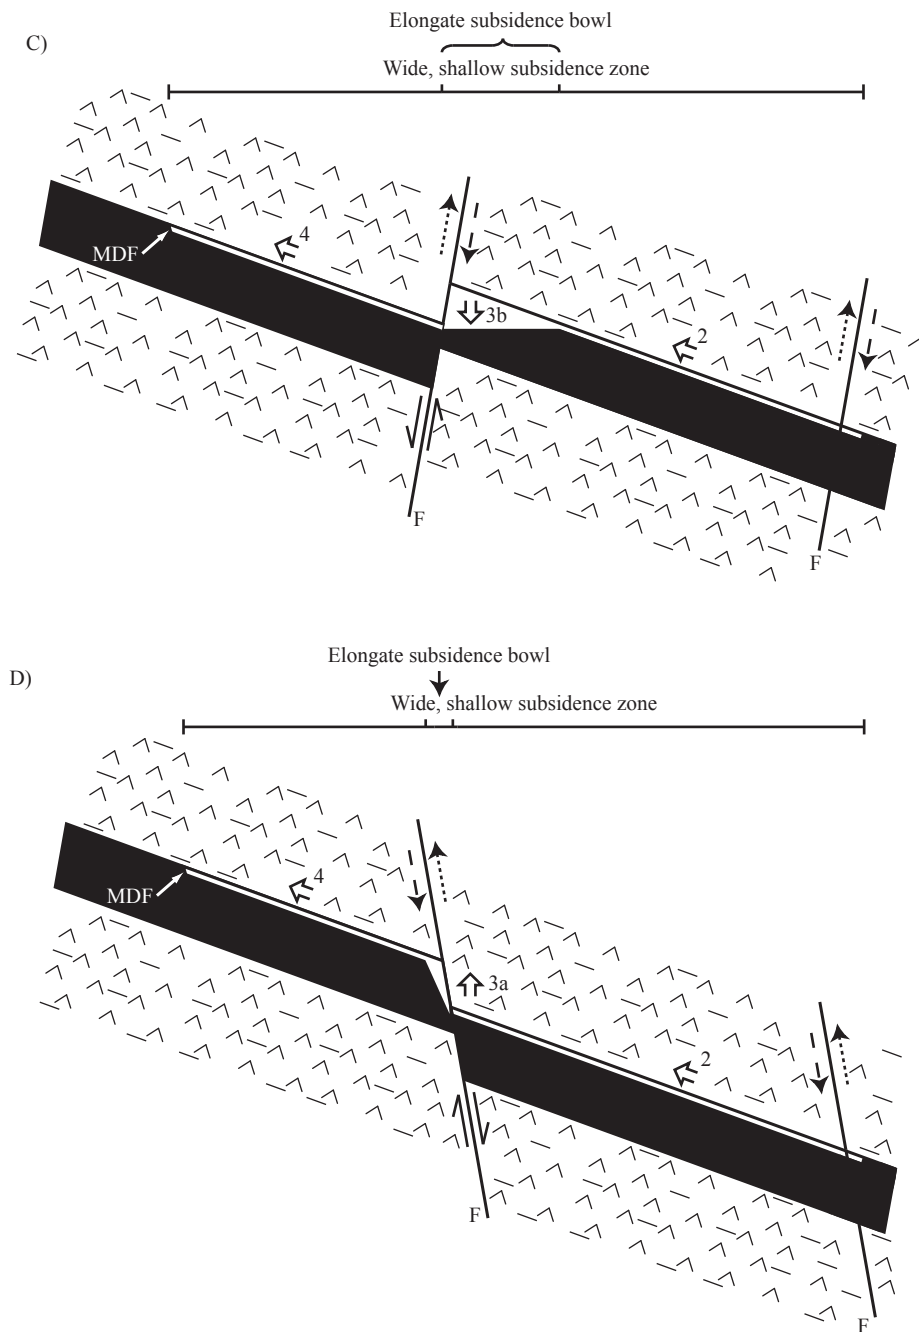 C)
Elongate subsidence bowl
Wide, shallow subsidence zone
4
MDF
3b
2
F
F
D)
Elongate subsidence bowl
Wide, shallow subsidence zone
4
MDF
3a
2
F
F